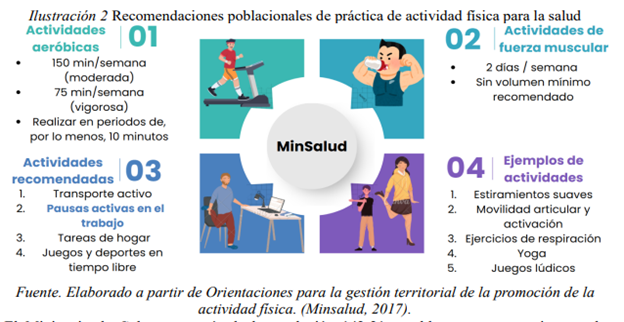 Ilustración 2 Recomendaciones poblacionales de práctica de actividad física para la salud
Actividades
aeróbicas
01
• 150 min/semana
(moderada)
• 75 min/semana
(vigorosa)
• Realizar en periodos de,
por lo menos, 10 minutos
02
Actividades de
fuerza muscular
• 2 días / semana
• Sin volumen mínimo
recomendado
MinSalud
Actividades
recomendadas
03
1. Transporte activo
2. Pausas activas en el
trabajo
3. Tareas de hogar
4. Juegos y deportes en
tiempo libre
04
Ejemplos de
actividades
1. Estiramientos suaves
2. Movilidad articular y
activación
3. Ejercicios de respiración
4. Yoga
5. Juegos lúdicos
Fuente. Elaborado a partir de Orientaciones para la gestión territorial de la promoción de la
actividad física. (Minsalud, 2017).